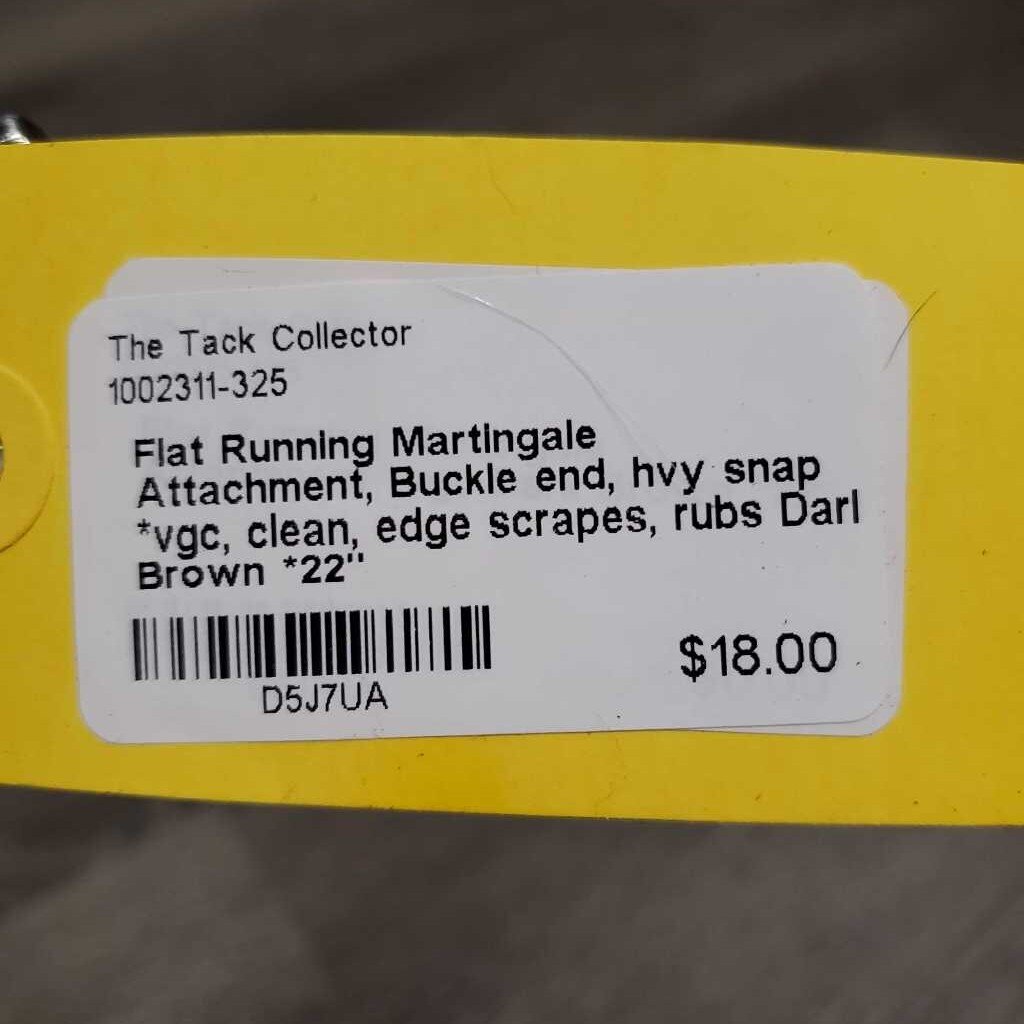 The Tack Collector
1002311-325
Flat Running Martingale
Attachment, Buckle end, hvy snap
*vgc, clean, edge scrapes, rubs Darl
Brown *22"
D5J7UA
$18.00